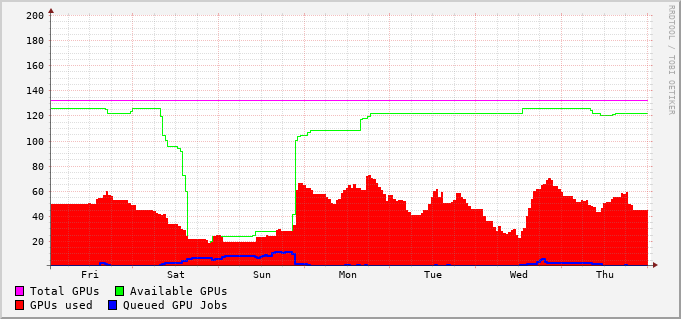 200
180
160
140
120
100
80
60
40
20
Fri Sat Sun Mon Tue Wed Thu
Total GPUs Available GPUs
GPUs used Queued GPU Jobs
RRDTOOL / TOBI OETIKER